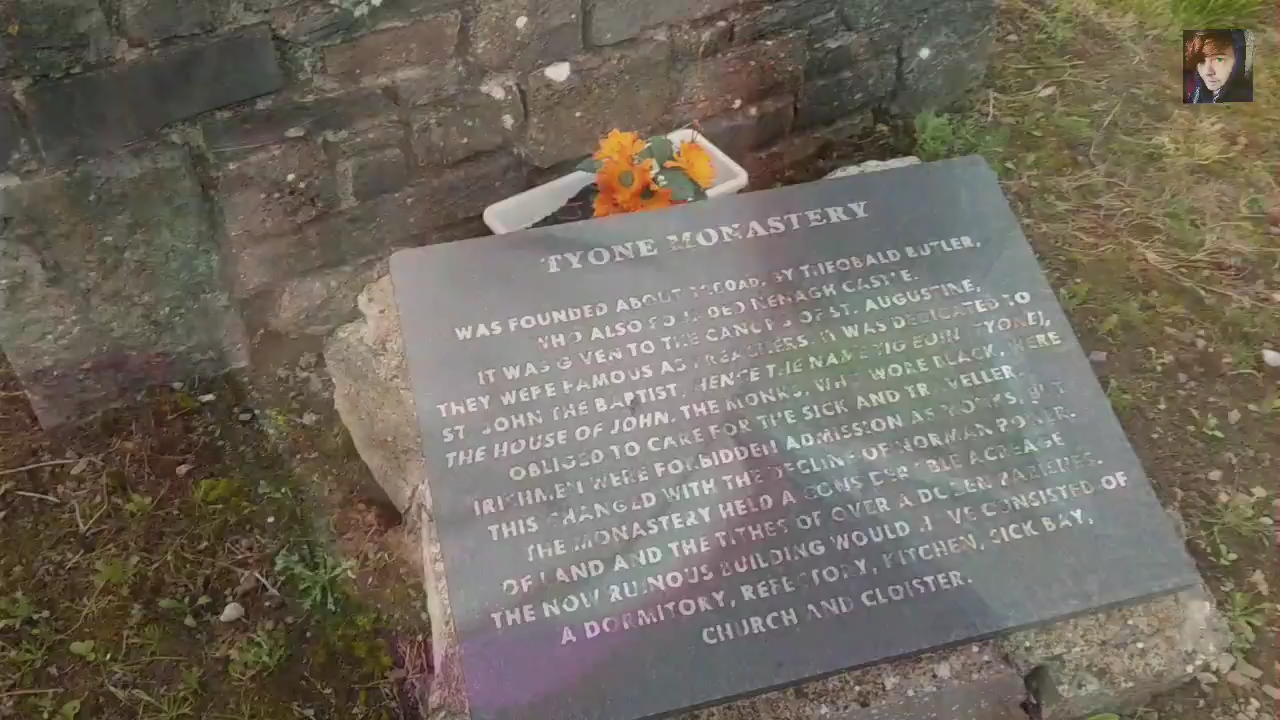 TYONE MONASTERY
WAS FOUNDED ABOUT 1200AD. BY THEOBALD BUTLER,
WHO ALSO FOUNDED NENAGH CASTLE.
IT WAS GIVEN TO THE CANONS OF ST. AUGUSTINE,
THEY WERE FAMOUS AS PREACHERS. IT WAS DEDICATED TO
ST JOHN THE BAPTIST, HENCE THE NAME TIG EOIN (TYONE),
THE HOUSE OF JOHN. THE MONKS, WHO WORE BLACK, WERE
OBLIGED TO CARE FOR THE SICK AND TRAVELLER
IRISHMEN WERE FORBIDDEN ADMISSION AS MONKS, BUT
THIS CHANGED WITH THE DECLINE OF NORMAN POWER.
THE MONASTERY HELD A CONSIDERABLE ACREAGE
OF LAND AND THE TITHES OF OVER A DOZEN PARISHES.
THE NOW RUINOUS BUILDING WOULD HAVE CONSISTED OF
A DORMITORY, REFECTORY, KITCHEN, SICK BAY,
CHURCH AND CLOISTER.